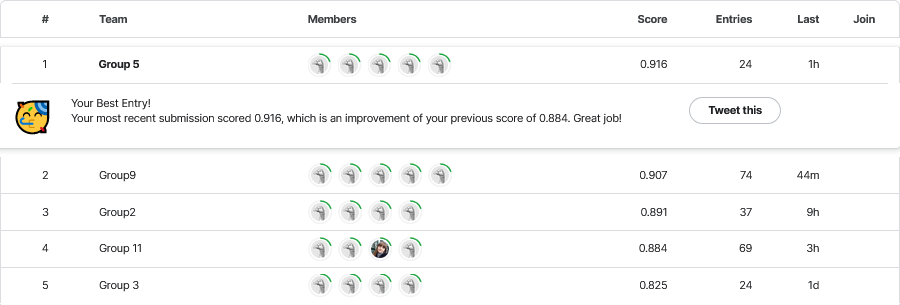 # Team Members Score Entries Last Join
1 Group 5 0.916 24 1h
Your Best Entry!
Your most recent submission scored 0.916, which is an improvement of your previous score of 0.884. Great job!
Tweet this
2 Group9 0.907 74 44m
3 Group2 0.891 37 9h
4 Group 11 0.884 69 3h
5 Group 3 0.825 24 1d